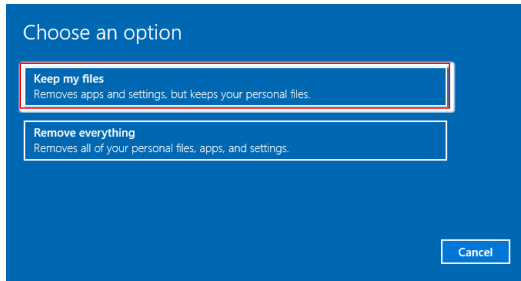 Choose an option
Keep my files
Removes apps and settings, but keeps your personal files.
Remove everything
Removes all of your personal files, apps, and settings.
Cancel